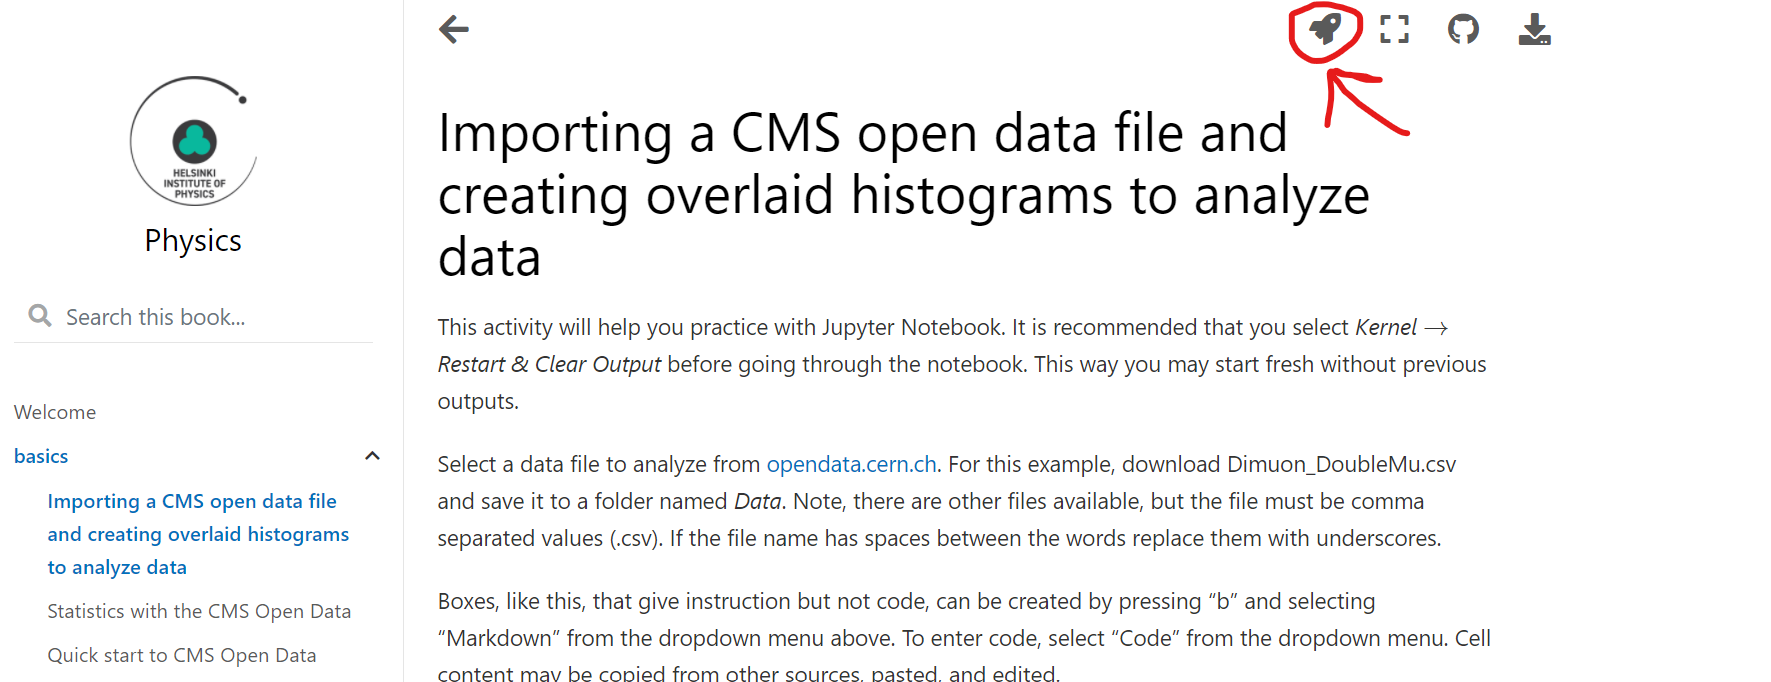 HELSINKI
INSTITUTE OF
PHYSICS
Physics
Search this book...
Welcome
basics
Importing a CMS open data file
and creating overlaid histograms
to analyze data
Statistics with the CMS Open Data
Quick start to CMS Open Data
Importing a CMS open data file and
creating overlaid histograms to analyze
data
This activity will help you practice with Jupyter Notebook. It is recommended that you select Kernel →
Restart & Clear Output before going through the notebook. This way you may start fresh without previous
outputs.
Select a data file to analyze from opendata.cern.ch. For this example, download Dimuon_DoubleMu.csv
and save it to a folder named Data. Note, there are other files available, but the file must be comma
separated values (.csv). If the file name has spaces between the words replace them with underscores.
Boxes, like this, that give instruction but not code, can be created by pressing “b” and selecting
“Markdown” from the dropdown menu above. To enter code, select “Code” from the dropdown menu. Cell
content may be copied from other sources, pasted, and edited.